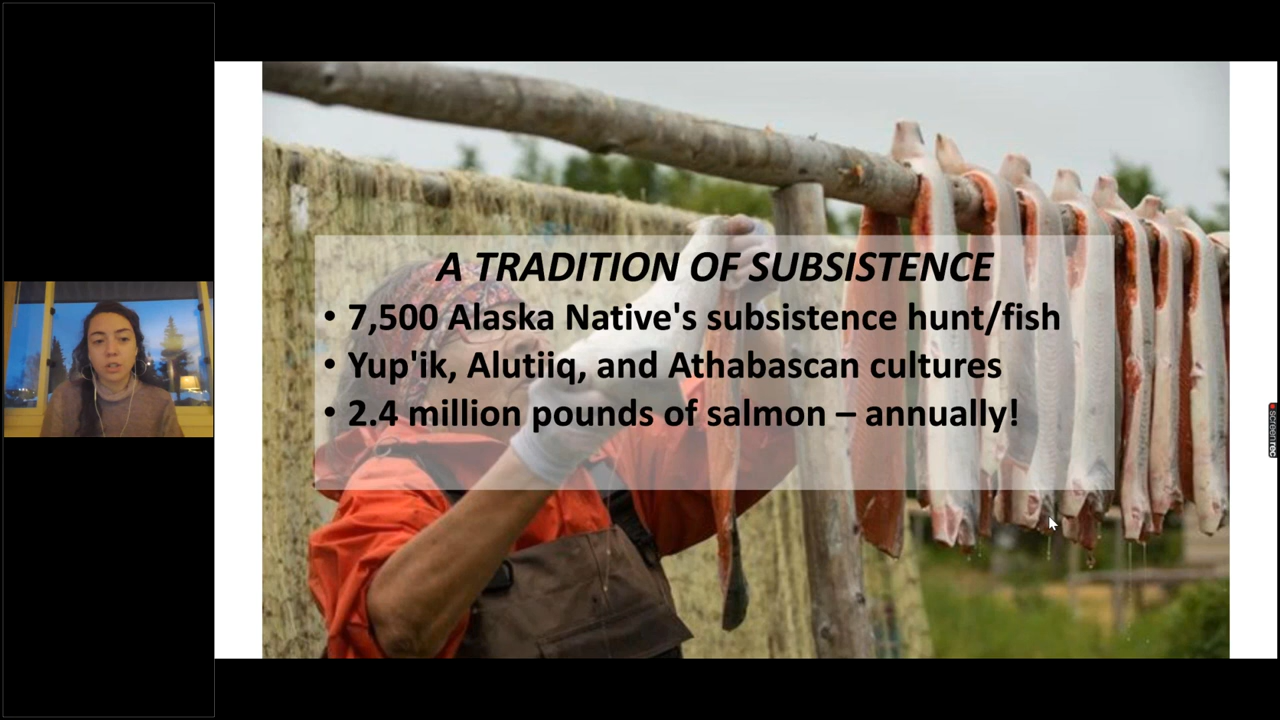 A TRADITION OF SUBSISTENCE
• 7,500 Alaska Native's subsistence hunt/fish
• Yup'ik, Alutiiq, and Athabascan cultures
• 2.4 million pounds of salmon – annually!
screenrec